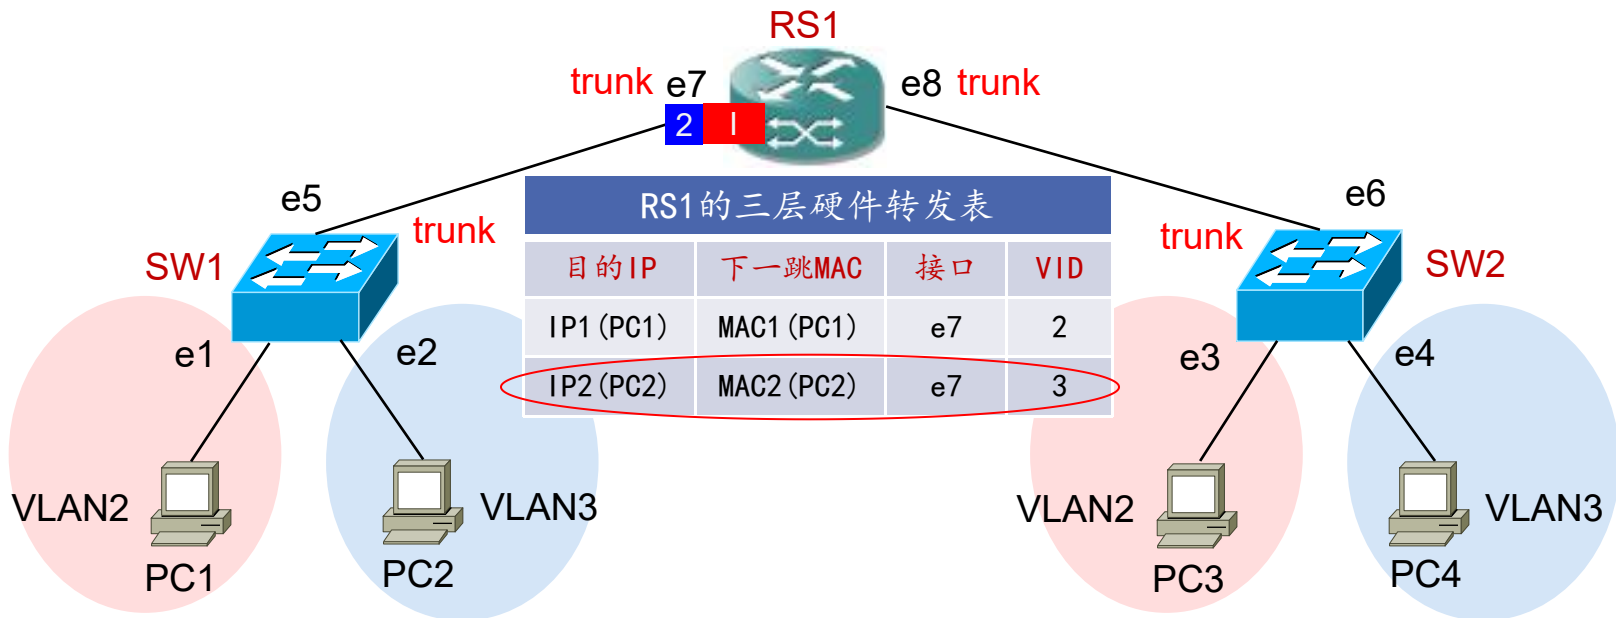 RS1
trunk e7
e8 trunk
2 I
e5
trunk
SW1
e6
trunk
SW2
RS1的三层硬件转发表
目的IP 下一跳MAC 接口 VID
IP1(PC1) MAC1(PC1) e7 2
IP2(PC2) MAC2(PC2) e7 3
e1
e2
e3
e4
VLAN2
VLAN3
VLAN2
VLAN3
PC1
PC2
PC3
PC4